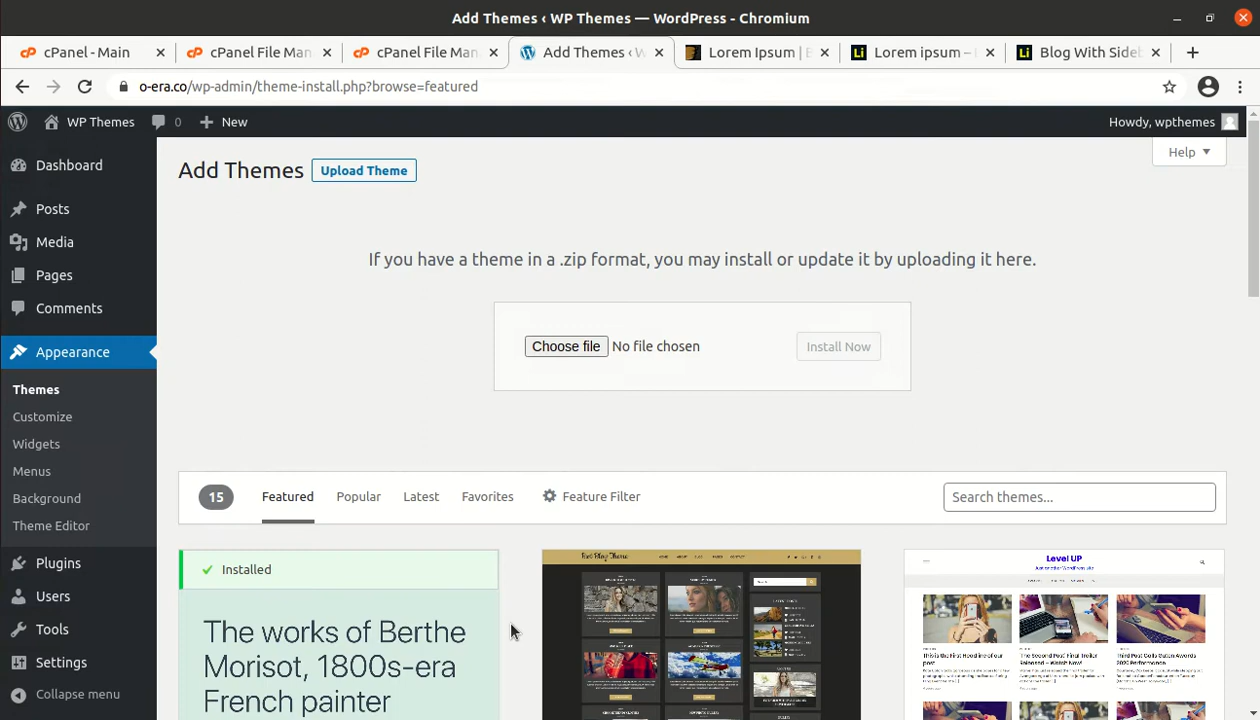 Add Themes ‹ WP Themes — WordPress - Chromium
cPanel - Main
cPanel File Man
cPanel File Man
Add Themes ‹ W
Lorem Ipsum | B
Lorem ipsum –
Blog With Sideb
o-era.co/wp-admin/theme-install.php?browse=featured
WP Themes
0
New
Howdy, wpthemes
Dashboard
Posts
Media
Pages
Comments
Appearance
Themes
Customize
Widgets
Menus
Background
Theme Editor
Plugins
Users
Tools
Settings
Collapse menu
Add Themes
Upload Theme
Help
If you have a theme in a .zip format, you may install or update it by uploading it here.
Choose file
No file chosen
Install Now
15
Featured
Popular
Latest
Favorites
Feature Filter
Search themes...
Installed
The works of Berthe
Morisot, 1800s-era
French painter
Level UP
Just another WordPress site